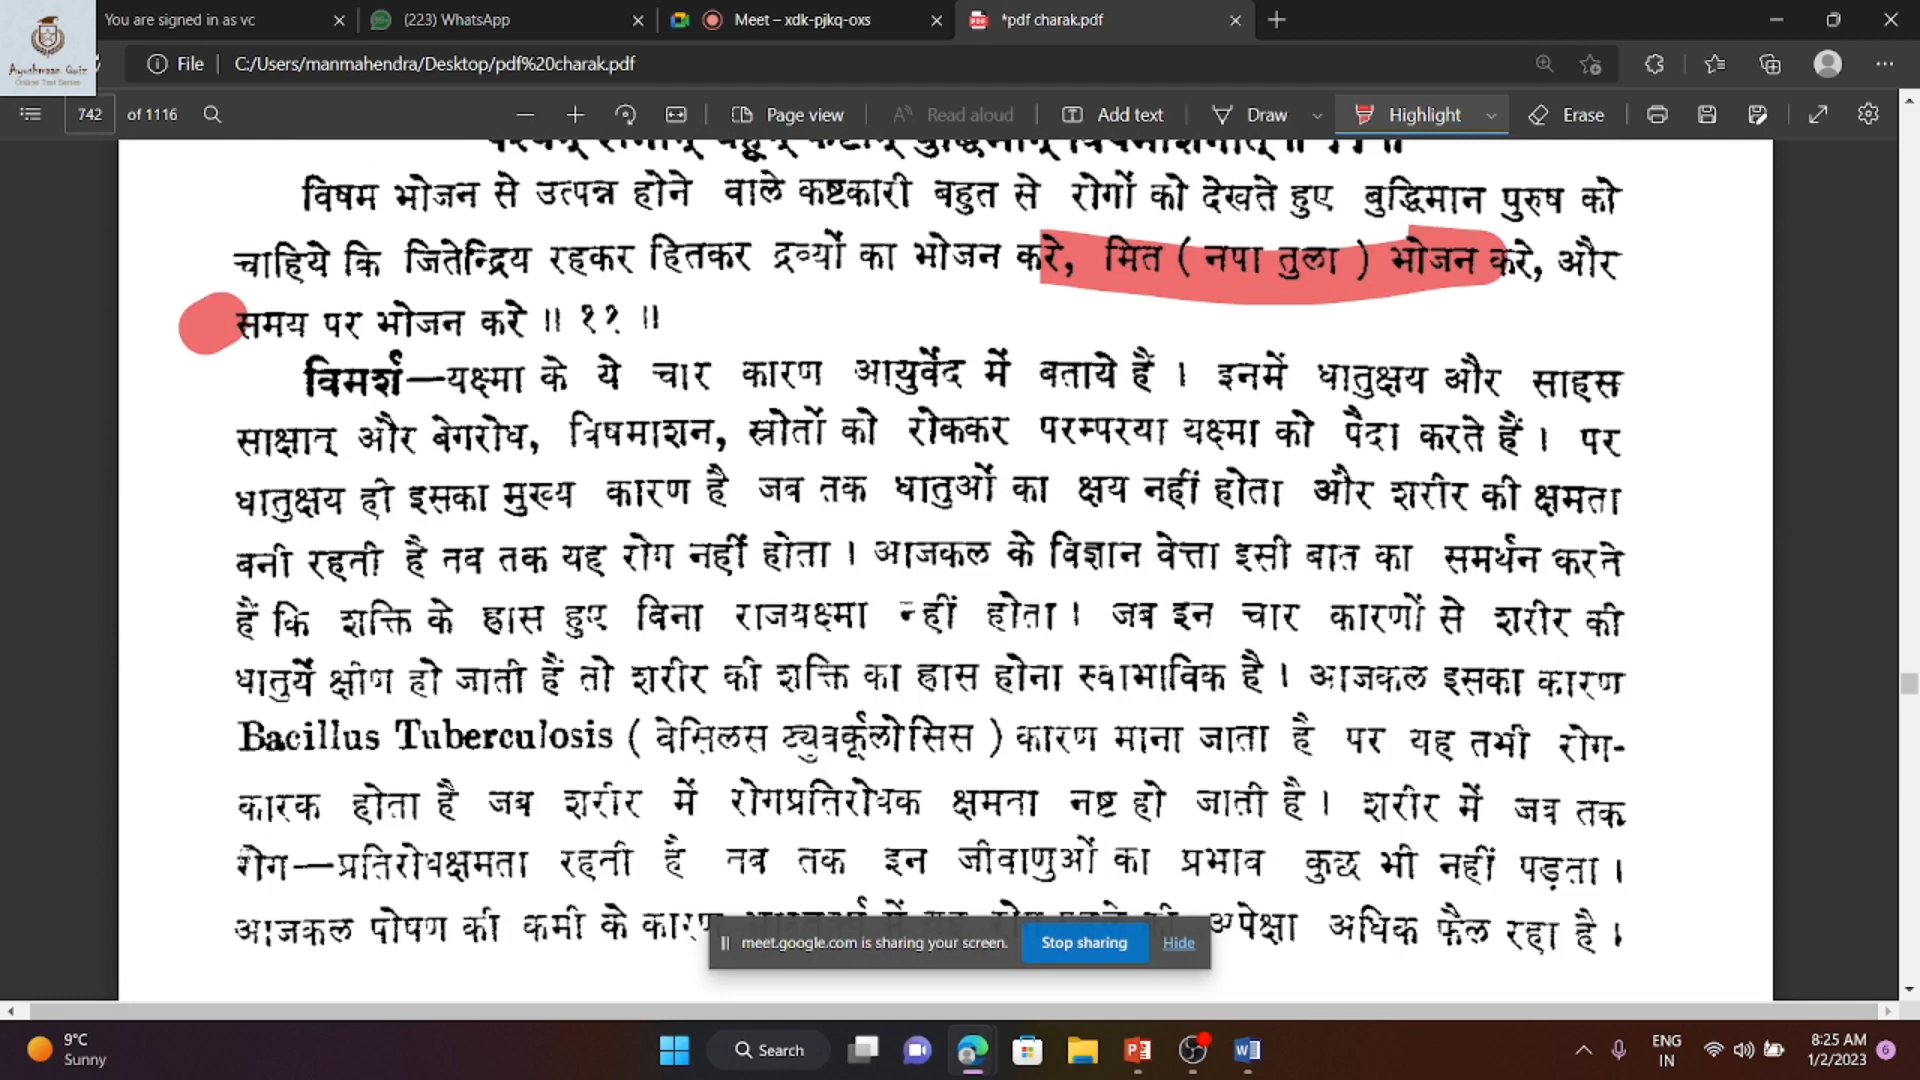 You are signed in as vc
(223) WhatsApp
Meet – xdk-pjkq-oxs
*pdf charak.pdf
Ayushmaan Quiz
Online Test Series
File
C:/Users/manmahendra/Desktop/pdf%20charak.pdf
742 of 1116
Page view
Read aloud
Add text
Draw
Highlight
Erase
विषम भोजन से उत्पन्न होने वाले कष्टकारी बहुत से रोगों को देखते हुए बुद्धिमान पुरुष को
चाहिये कि जितेन्द्रिय रहकर हितकर द्रव्यों का भोजन करे, मित ( नपा तुला ) भोजन करे, और
समय पर भोजन करे ॥ ११ ॥
विमर्श—यक्ष्मा के ये चार कारण आयुर्वेद में बताये हैं । इनमें धातुक्षय और साहस
साक्षात् और वेगरोध, विषमाशन, स्रोतों को रोककर परम्परया यक्ष्मा को पैदा करते हैं । पर
धातुक्षय ही इसका मुख्य कारण है जब तक धातुओं का क्षय नहीं होता और शरीर की क्षमता
बनी रहती है तब तक यह रोग नहीं होता । आजकल के विज्ञान वेत्ता इसी बात का समर्थन करते
हैं कि शक्ति के ह्रास हुए विना राजयक्ष्मा नहीं होता । जब इन चार कारणों से शरीर की
धातुयें क्षीण हो जाती हैं तो शरीर की शक्ति का ह्रास होना स्वाभाविक है । आजकल इसका कारण
Bacillus Tuberculosis ( वेसिलस ट्युबर्कूलोसिस ) कारण माना जाता है पर यह तभी रोग-
कारक होता है जब शरीर में रोगप्रतिरोधक क्षमता नष्ट हो जाती है । शरीर में जब तक
रोग—प्रतिरोधक्षमता रहती है तब तक इन जीवाणुओं का प्रभाव कुछ भी नहीं पड़ता ।
आजकल पोषण की कमी के कारण अपेक्षा अधिक फैल रहा है ।
meet.google.com is sharing your screen.
Stop sharing
Hide
9°C
Sunny
Search
ENG
IN
8:25 AM
1/2/2023
6